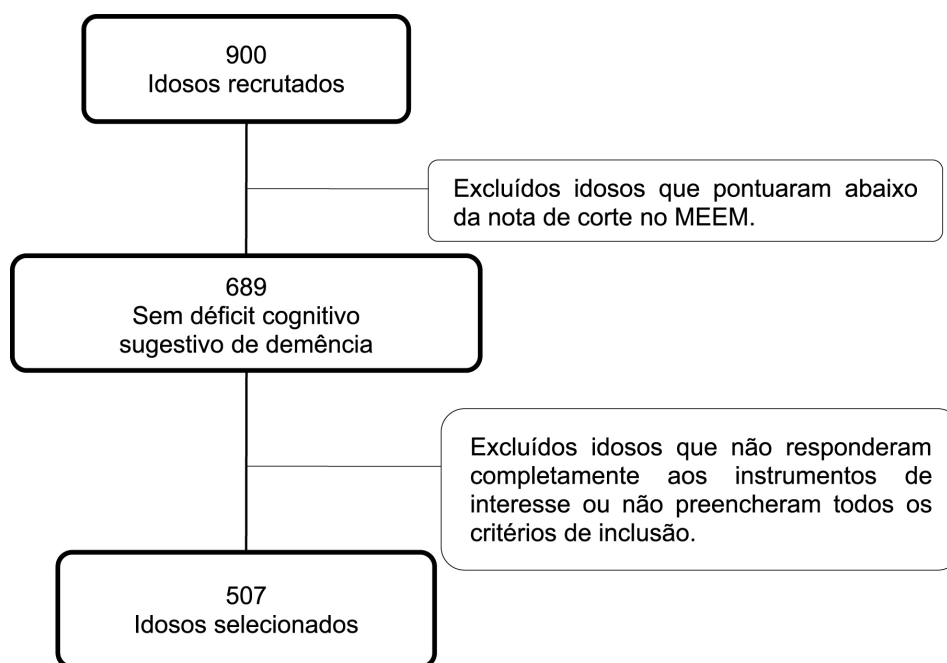 900
Idosos recrutados
Excluídos idosos que pontuaram abaixo
da nota de corte no MEEM.
689
Sem déficit cognitivo
sugestivo de demência
Excluídos idosos que não responderam
completamente aos instrumentos de
interesse ou não preencheram todos os
critérios de inclusão.
507
Idosos selecionados